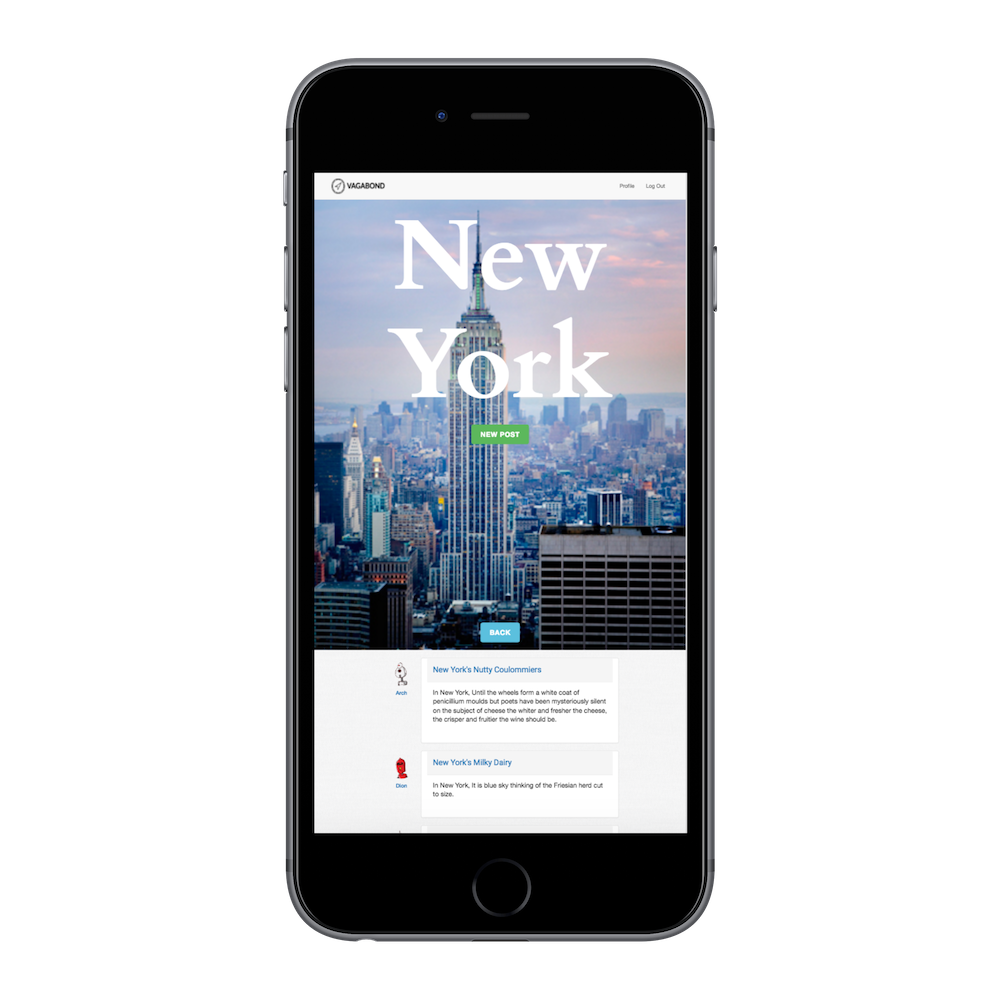 VAGABOND
Profile Log Out
New
York
NEW POST
BACK
New York's Nutty Coulommiers
Arch
In New York, Until the wheels form a white coat of
penicillium moulds but poets have been mysteriously silent
on the subject of cheese the whiter and fresher the cheese,
the crisper and fruitier the wine should be.
New York's Milky Dairy
Dion
In New York, It is blue sky thinking of the Friesian herd cut
to size.